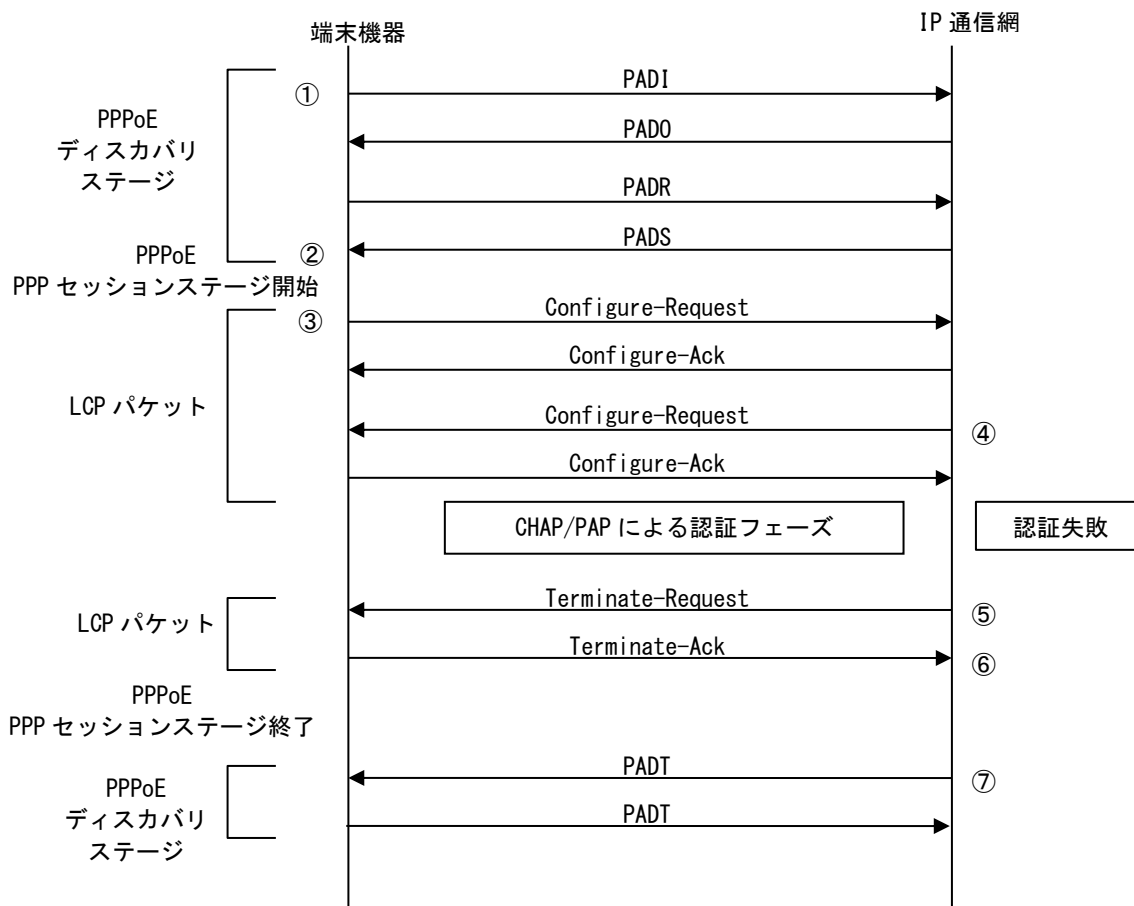 端末機器
IP 通信網
PPPoE
ディスカバリ
ステージ
①
PADI
PADO
PADR
PADS
②
PPPoE
PPP セッションステージ開始
LCP パケット
③
Configure-Request
Configure-Ack
Configure-Request
④
Configure-Ack
CHAP/PAP による認証フェーズ
認証失敗
LCP パケット
Terminate-Request
⑤
Terminate-Ack
⑥
PPPoE
PPP セッションステージ終了
PPPoE
ディスカバリ
ステージ
PADT
⑦
PADT